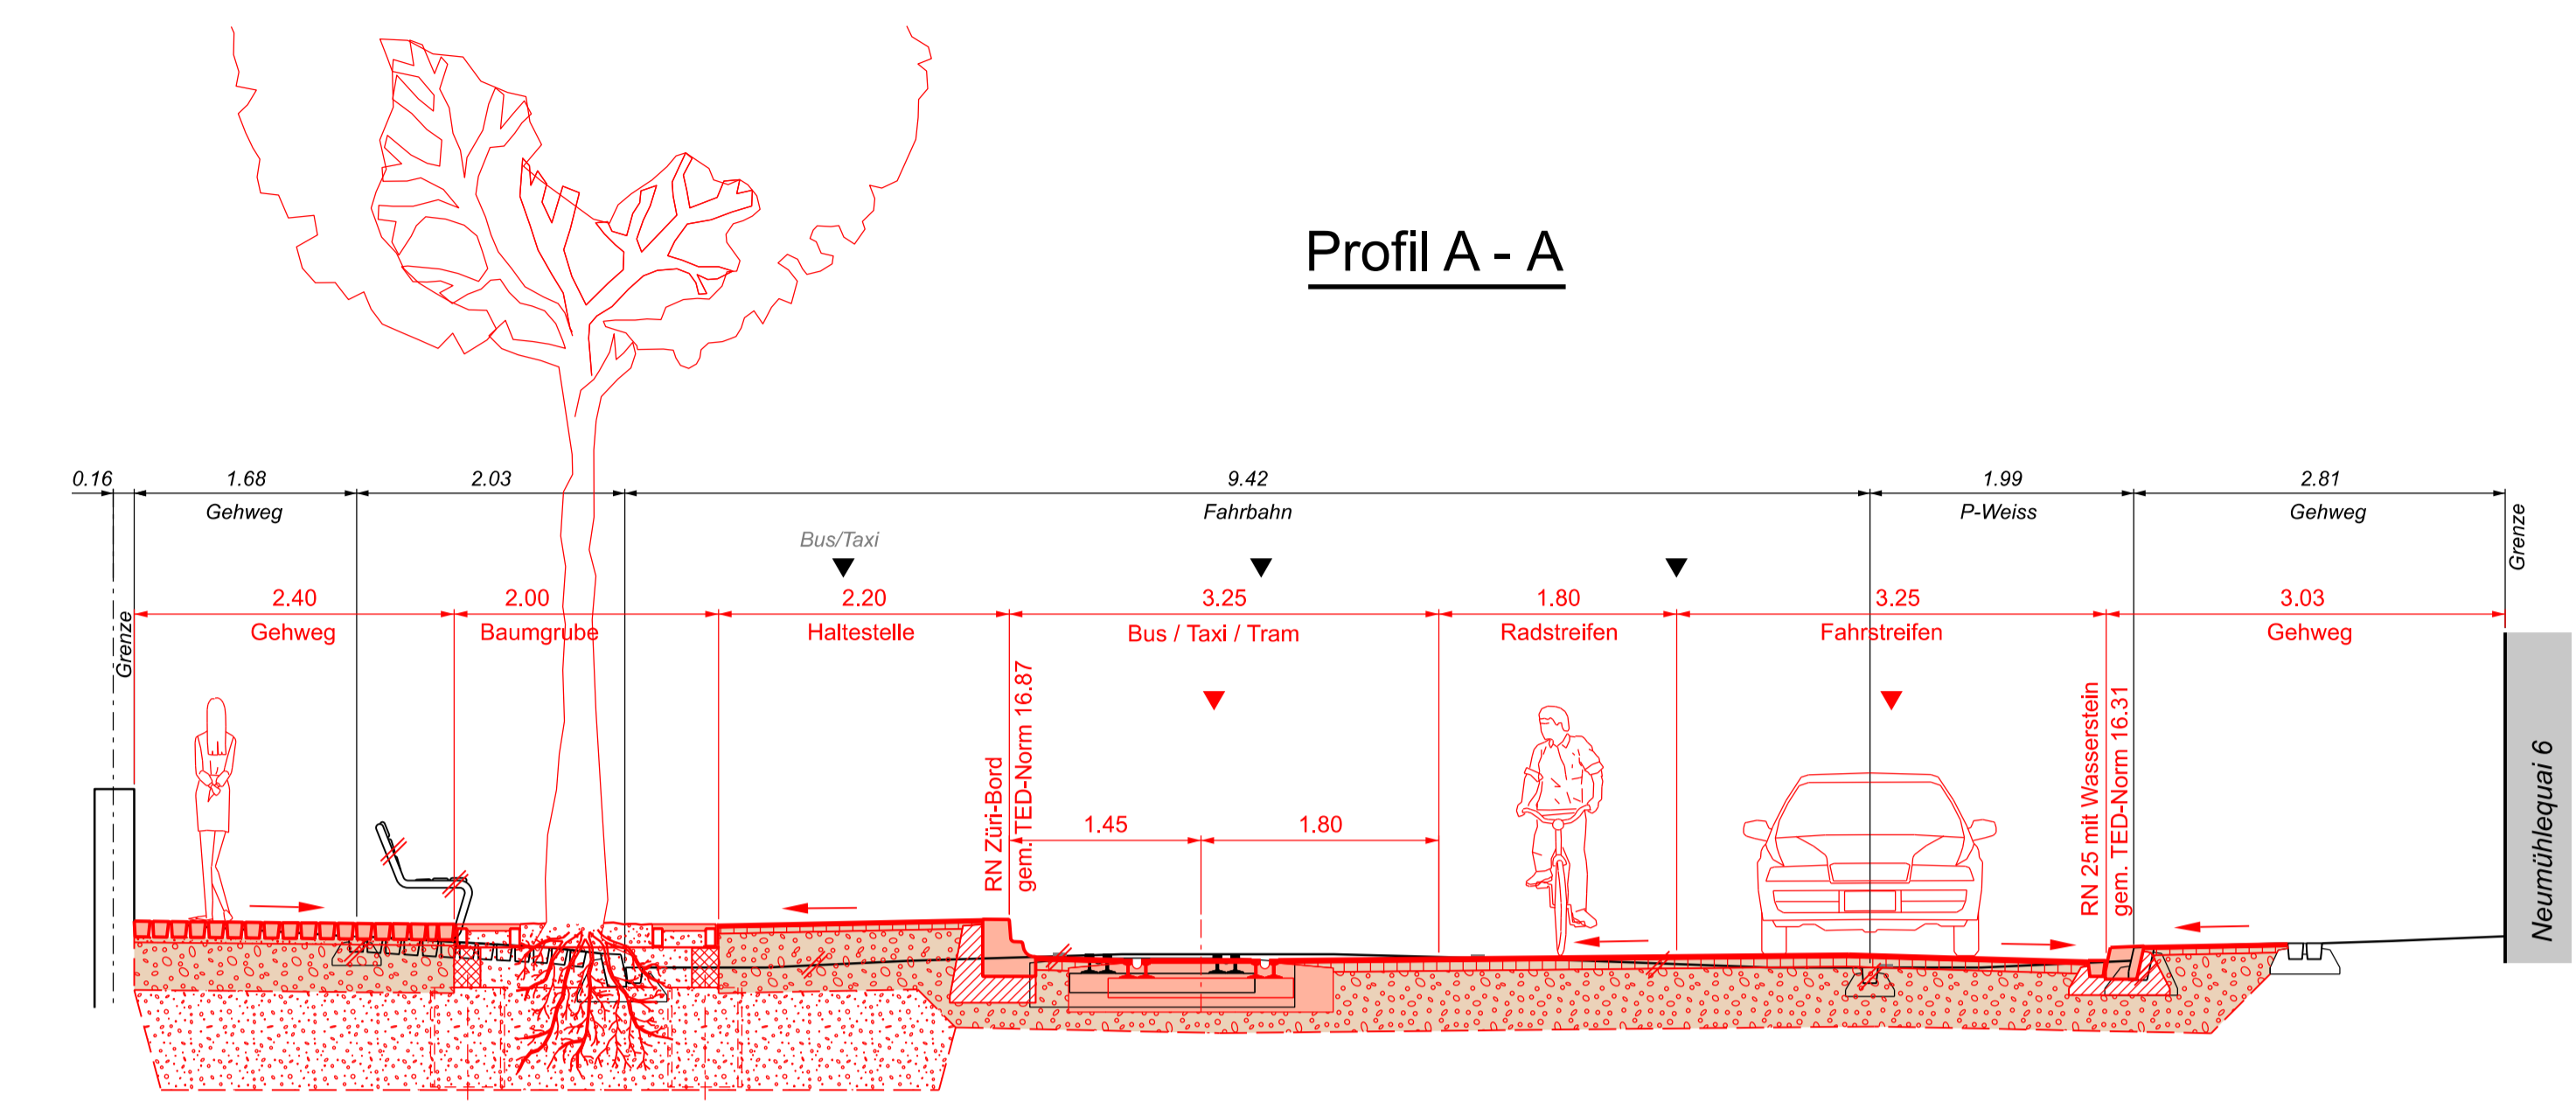 Profil A - A
0.16
1.68
2.03
9.42
1.99
2.81
Gehweg
Fahrbahn
P-Weiss
Gehweg
Grenze
Bus/Taxi
2.40
2.00
2.20
3.25
1.80
3.25
3.03
Grenze
Gehweg
Baumgrube
Haltestelle
Bus / Taxi / Tram
Radstreifen
Fahrstreifen
Gehweg
RN Züri-Bord
gem. TED-Norm 16.87
RN 25 mit Wasserstein
gem. TED-Norm 16.31
Neumühlequai 6
1.45
1.80